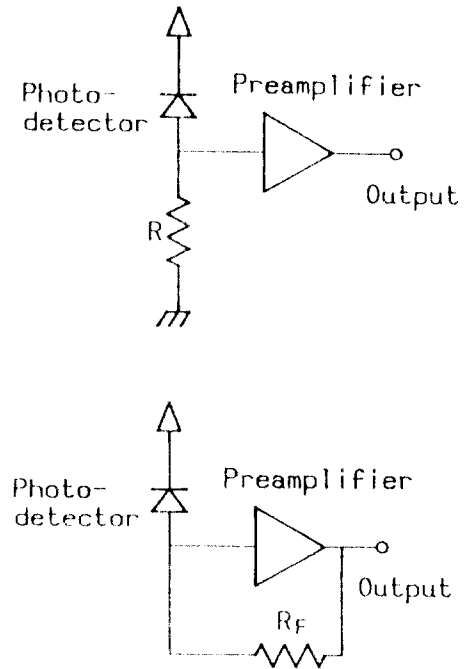 Photo-
detector
Preamplifier
Output
R
Photo-
detector
Preamplifier
Output
RF